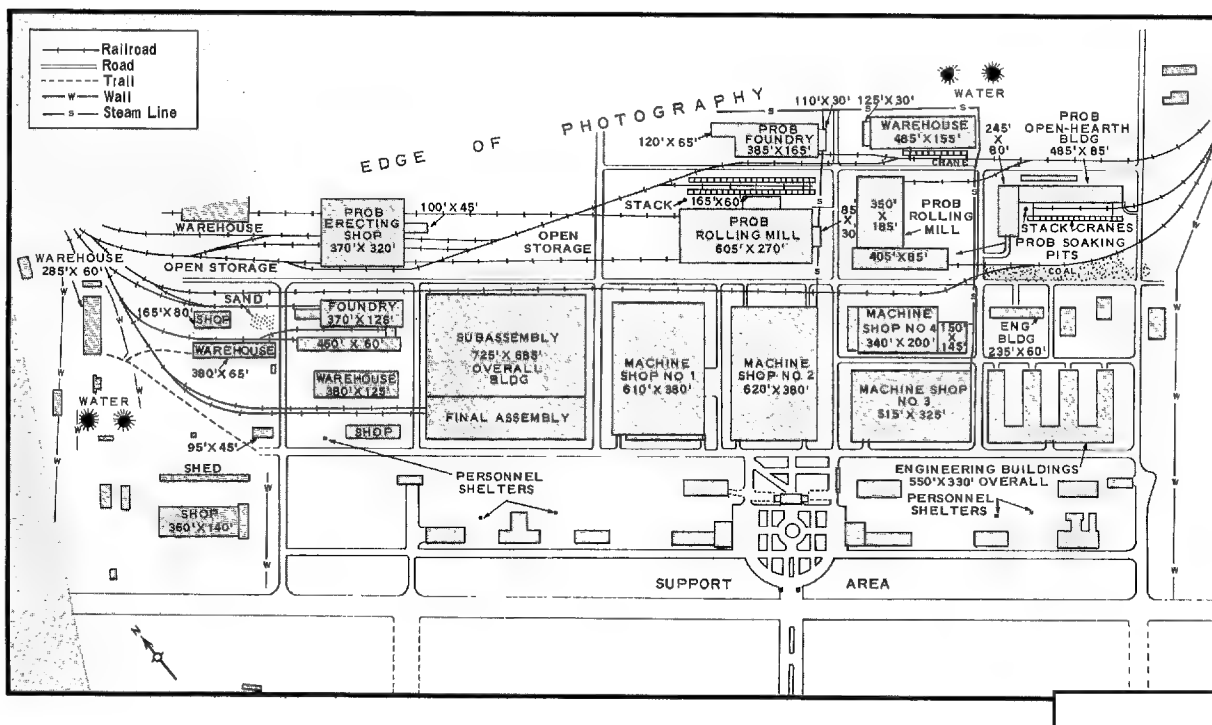 Railroad
Road
Trail
W Wall
S Steam Line
EDGE OF PHOTOGRAPHY
WATER
110' X 30'
125' X 30'
120' X 65'
PROB
FOUNDRY
385' X 165'
WAREHOUSE
485' X 155'
CRANE
245'
X
80'
PROB
OPEN-HEARTH
BLDG
485' X 85'
WAREHOUSE
PROB
ERECTING
SHOP
370' X 320'
100' X 45'
STACK
165' X 60'
PROB
ROLLING MILL
605' X 270'
85'
X
30'
350'
X
185'
PROB
ROLLING
MILL
405' X 85'
STACK
CRANES
PROB SOAKING
PITS
COAL
OPEN
STORAGE
OPEN STORAGE
WAREHOUSE
285' X 60'
165' X 80'
SHOP
SAND
WAREHOUSE
380' X 65'
FOUNDRY
370' X 126'
460' X 60'
WAREHOUSE
380' X 125'
SHOP
SUBASSEMBLY
725' X 685'
OVERALL
BLDG
FINAL ASSEMBLY
MACHINE
SHOP NO 1
610' X 380'
MACHINE
SHOP NO. 2
620' X 380'
MACHINE
SHOP NO 4
340' X 200'
150'
X
145'
ENG
BLDG
235' X 60'
MACHINE SHOP
NO. 3
515' X 325'
WATER
95' X 45'
SHED
SHOP
360' X 140'
PERSONNEL
SHELTERS
ENGINEERING BUILDINGS
550' X 330' OVERALL
PERSONNEL
SHELTERS
SUPPORT AREA
N